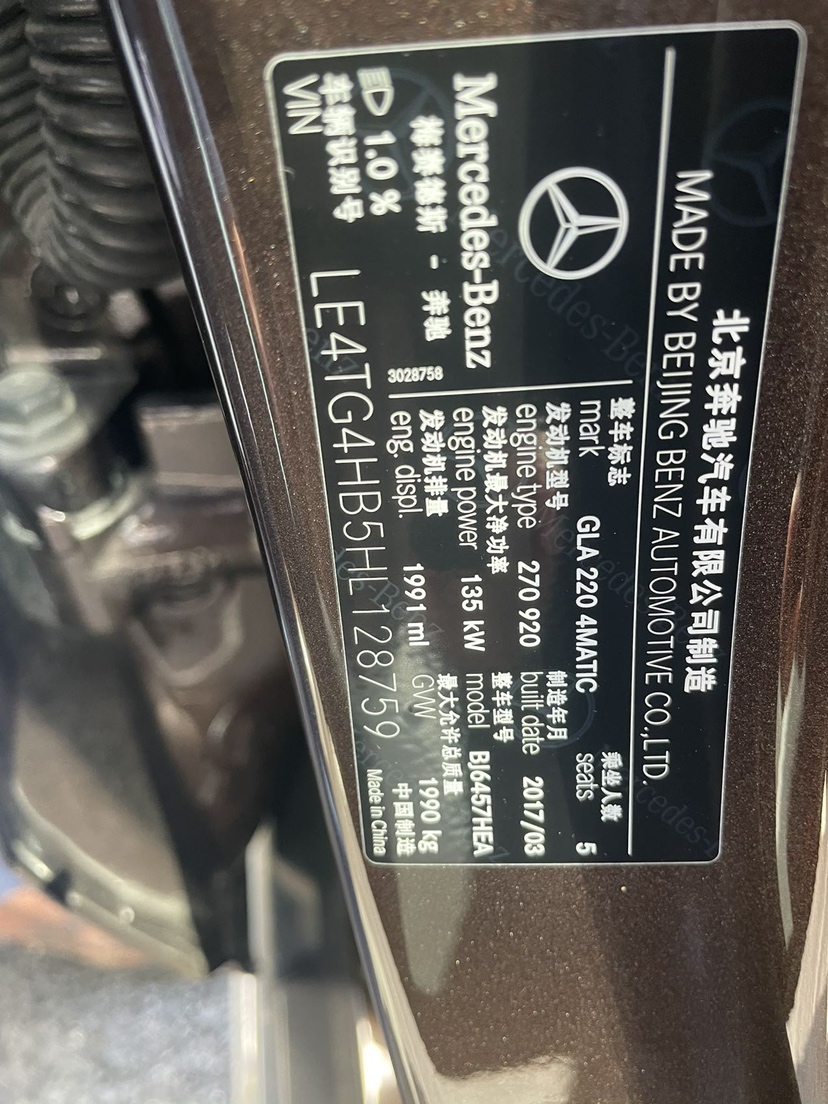 北京奔驰汽车有限公司制造
MADE BY BEIJING BENZ AUTOMOTIVE CO.,LTD
整车标志 乘坐人数
mark GLA 220 4MATIC seats 5
发动机型号 制造年月
engine type 270 920 built date 2017/03
发动机最大净功率 整车型号
engine power 135 kW model BJ6457HEA
发动机排量 最大允许总质量
eng. displ. 1991 ml GVW 1990 kg
Mercedes-Benz
梅赛德斯 - 奔驰
3028758
1.0 %
车辆识别号
VIN LE4TG4HB5HL128759
中国制造
Made in China